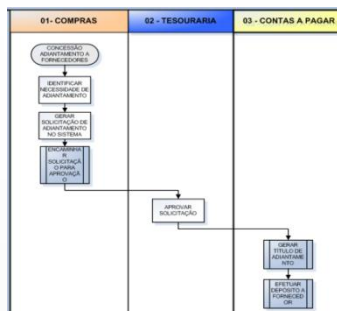 01- COMPRAS
02 - TESOURARIA
03 - CONTAS A PAGAR
CONCESSÃO
ADIANTAMENTO A
FORNECEDORES
IDENTIFICAR
NECESSIDADE DE
ADIANTAMENTO
GERAR
SOLICITAÇÃO DE
ADIANTAMENTO
NO SISTEMA
ENCAMINHA
R
SOLICITAÇÃ
O PARA
APROVAÇÃ
O
APROVAR
SOLICITAÇÃO
GERAR
TÍTULO DE
ADIANTAME
NTO
EFETUAR
DEPÓSITO A
FORNECED
OR